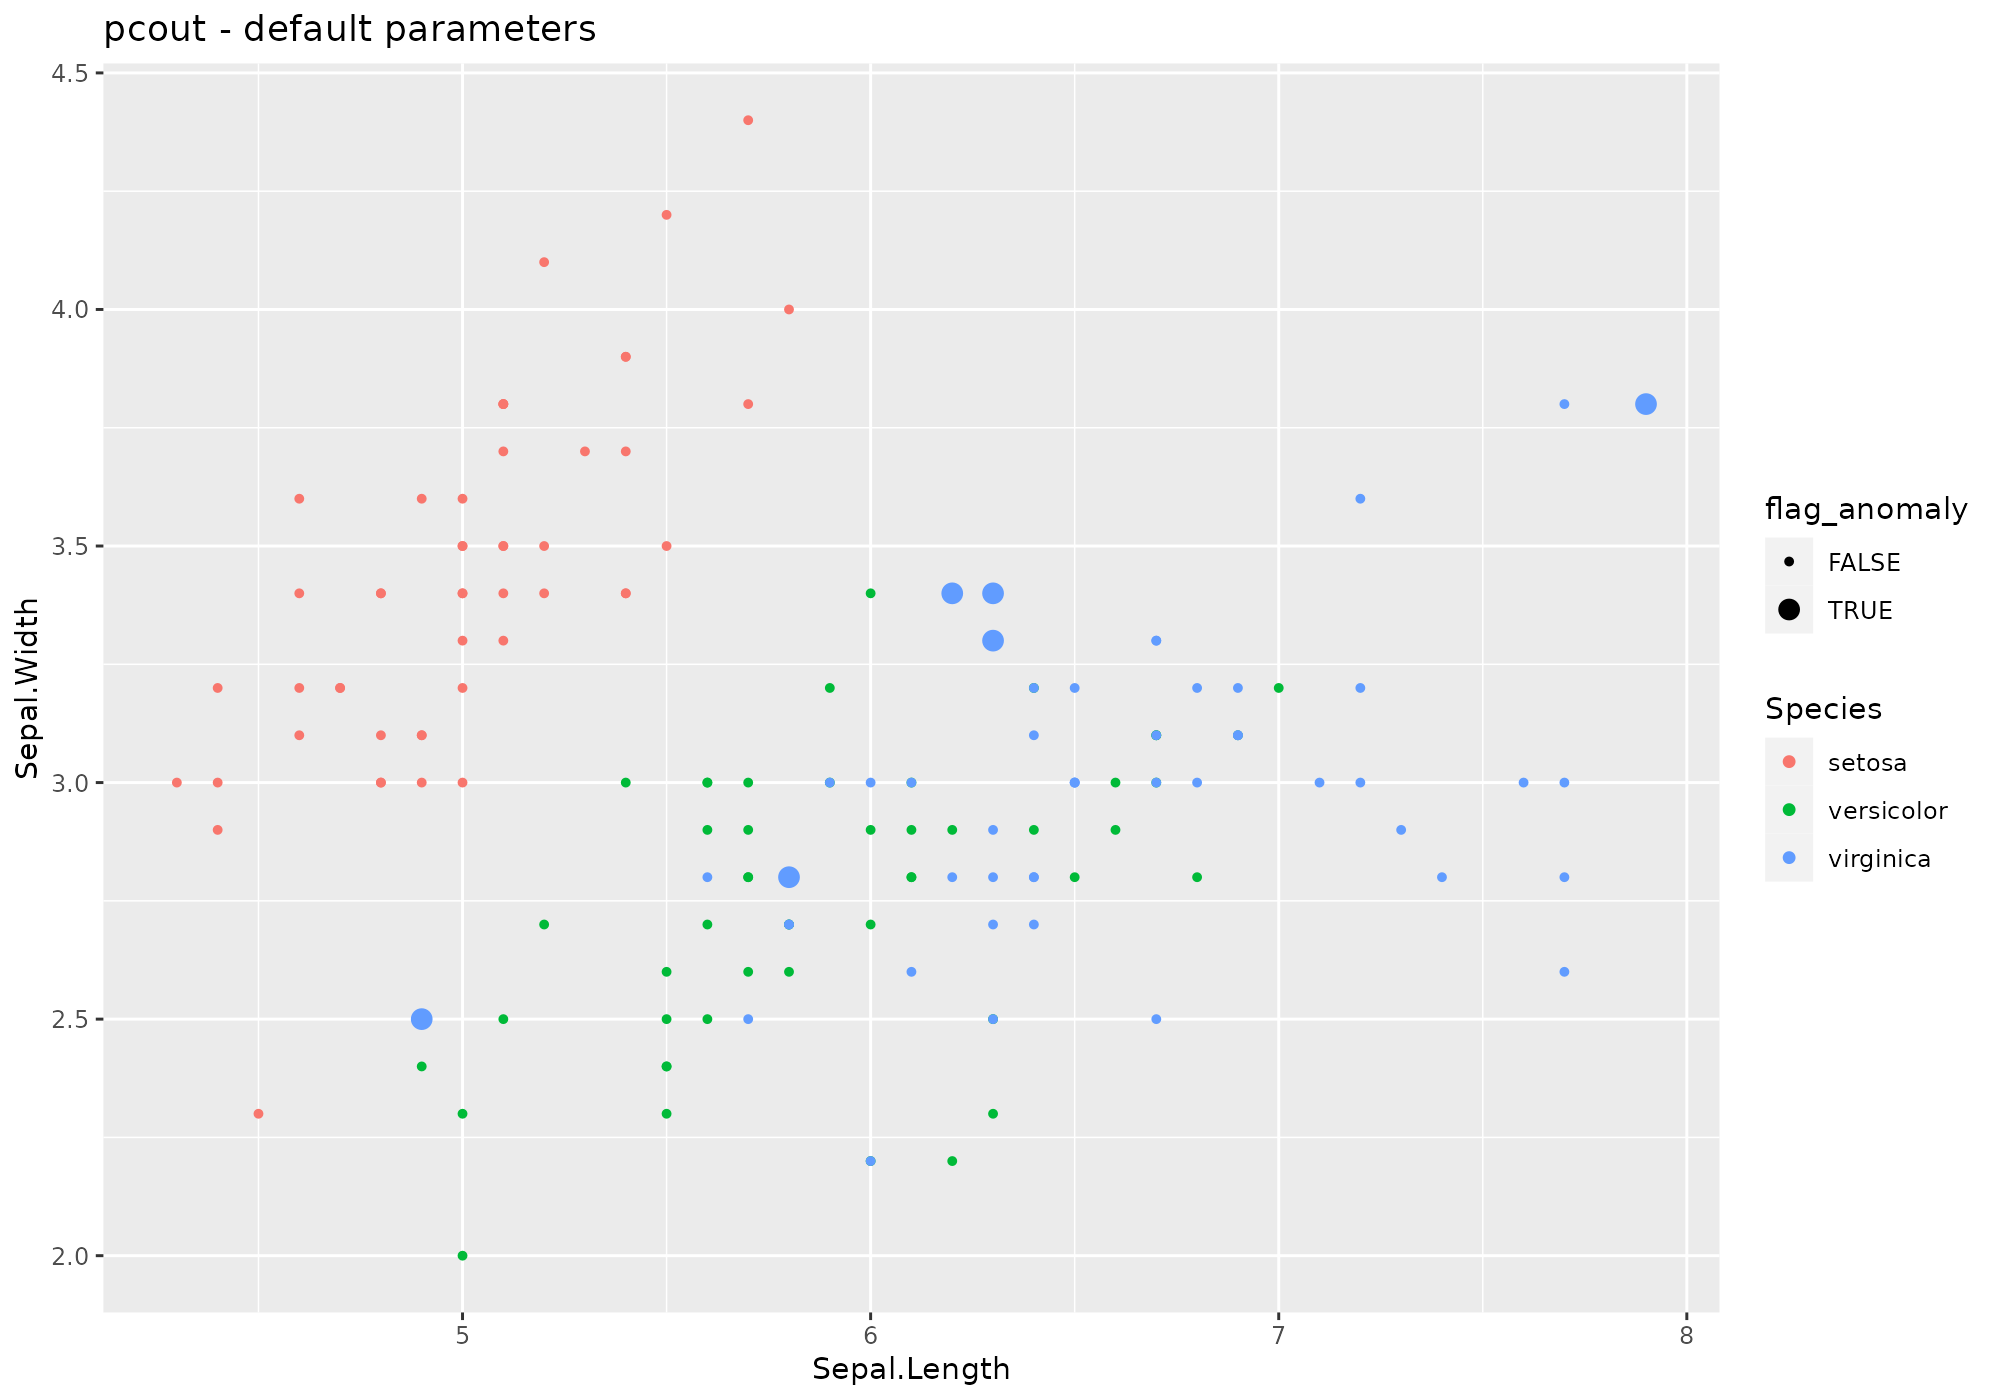 pcout - default parameters
4.5
4.0
3.5
3.0
2.5
2.0
Sepal.Width
5
6
7
8
Sepal.Length
flag_anomaly
FALSE
TRUE
Species
setosa
versicolor
virginica